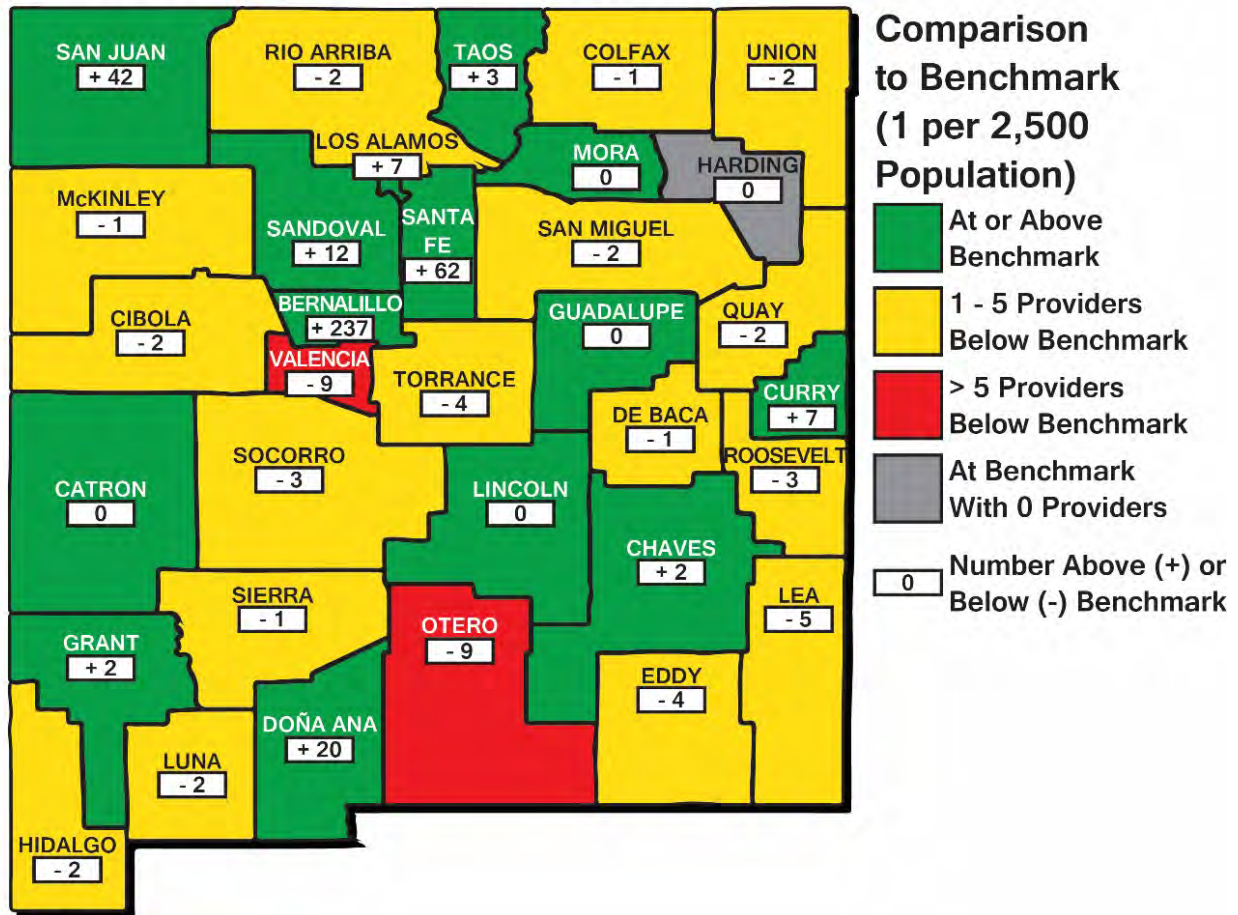 SAN JUAN
+ 42
RIO ARRIBA
- 2
TAOS
+ 3
COLFAX
- 1
UNION
- 2
LOS ALAMOS
+ 7
MORA
0
HARDING
0
McKINLEY
- 1
SANDOVAL
+ 12
SANTA
FE
+ 62
SAN MIGUEL
- 2
CIBOLA
- 2
BERNALILLO
+ 237
GUADALUPE
0
QUAY
- 2
VALENCIA
- 9
TORRANCE
- 4
CURRY
+ 7
DE BACA
- 1
ROOSEVELT
- 3
CATRON
0
SOCORRO
- 3
LINCOLN
0
CHAVES
+ 2
SIERRA
- 1
LEA
- 5
GRANT
+ 2
OTERO
- 9
EDDY
- 4
DOÑA ANA
+ 20
LUNA
- 2
HIDALGO
- 2
Comparison
to Benchmark
(1 per 2,500
Population)
At or Above
Benchmark
1 - 5 Providers
Below Benchmark
> 5 Providers
Below Benchmark
At Benchmark
With 0 Providers
0
Number Above (+) or
Below (-) Benchmark